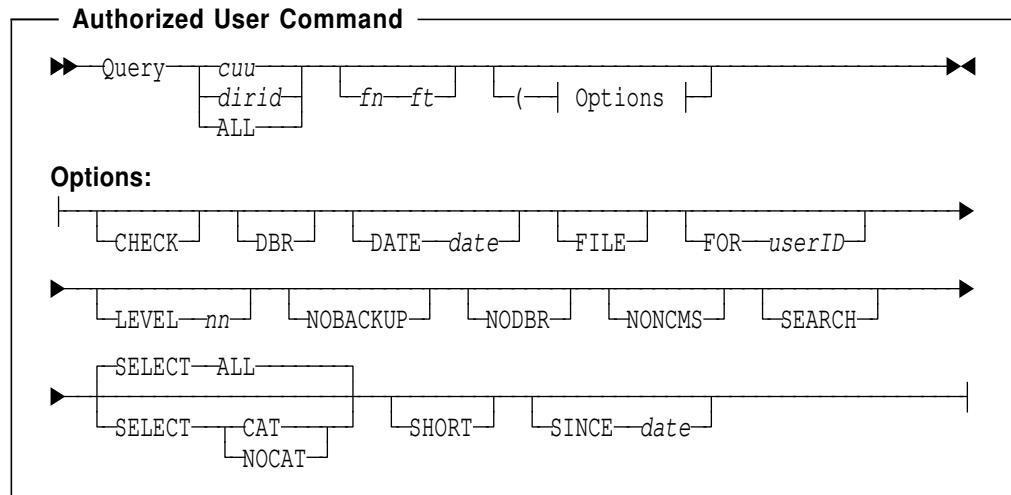 Authorized User Command
Query cuu fn ft ( Options
dirid
ALL
Options:
CHECK DBR DATE date FILE FOR userID
LEVEL nn NOBACKUP NODBR NONCMS SEARCH
SELECT ALL
SELECT CAT SHORT SINCE date
NOCAT